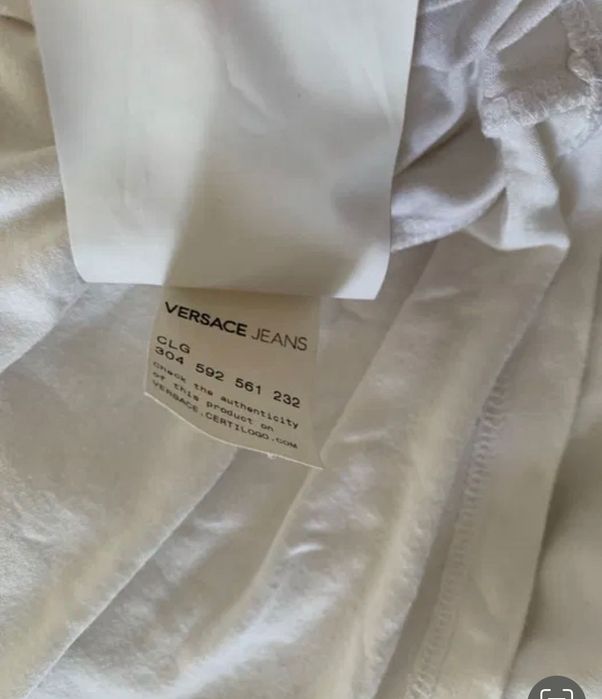 VERSACE JEANS
CLG
304 592 561 232
Check the authenticity
of this product on
VERSACE.CERTILOGO.COM